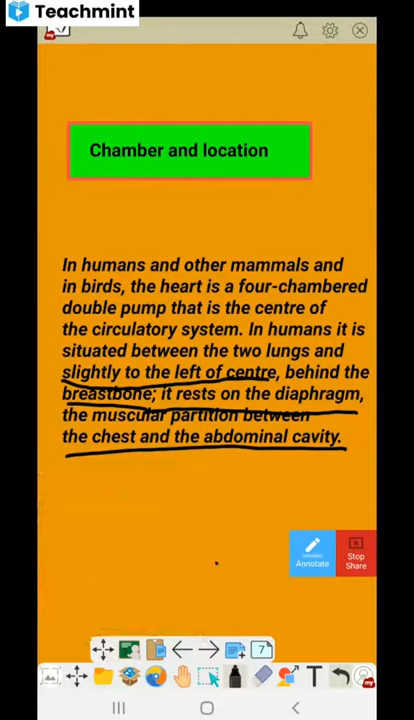 Teachmint
Chamber and location
In humans and other mammals and
in birds, the heart is a four-chambered
double pump that is the centre of
the circulatory system. In humans it is
situated between the two lungs and
slightly to the left of centre, behind the
breastbone; it rests on the diaphragm,
the muscular partition between
the chest and the abdominal cavity.
Annotate
Stop
Share
7
T